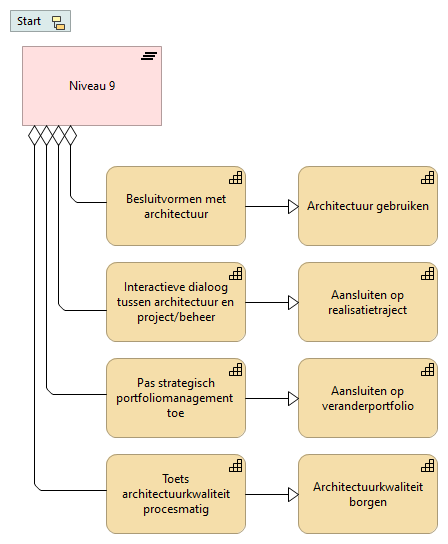 Start
Niveau 9
Besluitvormen met
architectuur
Architectuur gebruiken
Interactieve dialoog
tussen architectuur en
project/beheer
Aansluiten op
realisatietraject
Pas strategisch
portfoliomanagement
toe
Aansluiten op
veranderportfolio
Toets
architectuurkwaliteit
procesmatig
Architectuurkwaliteit
borgen